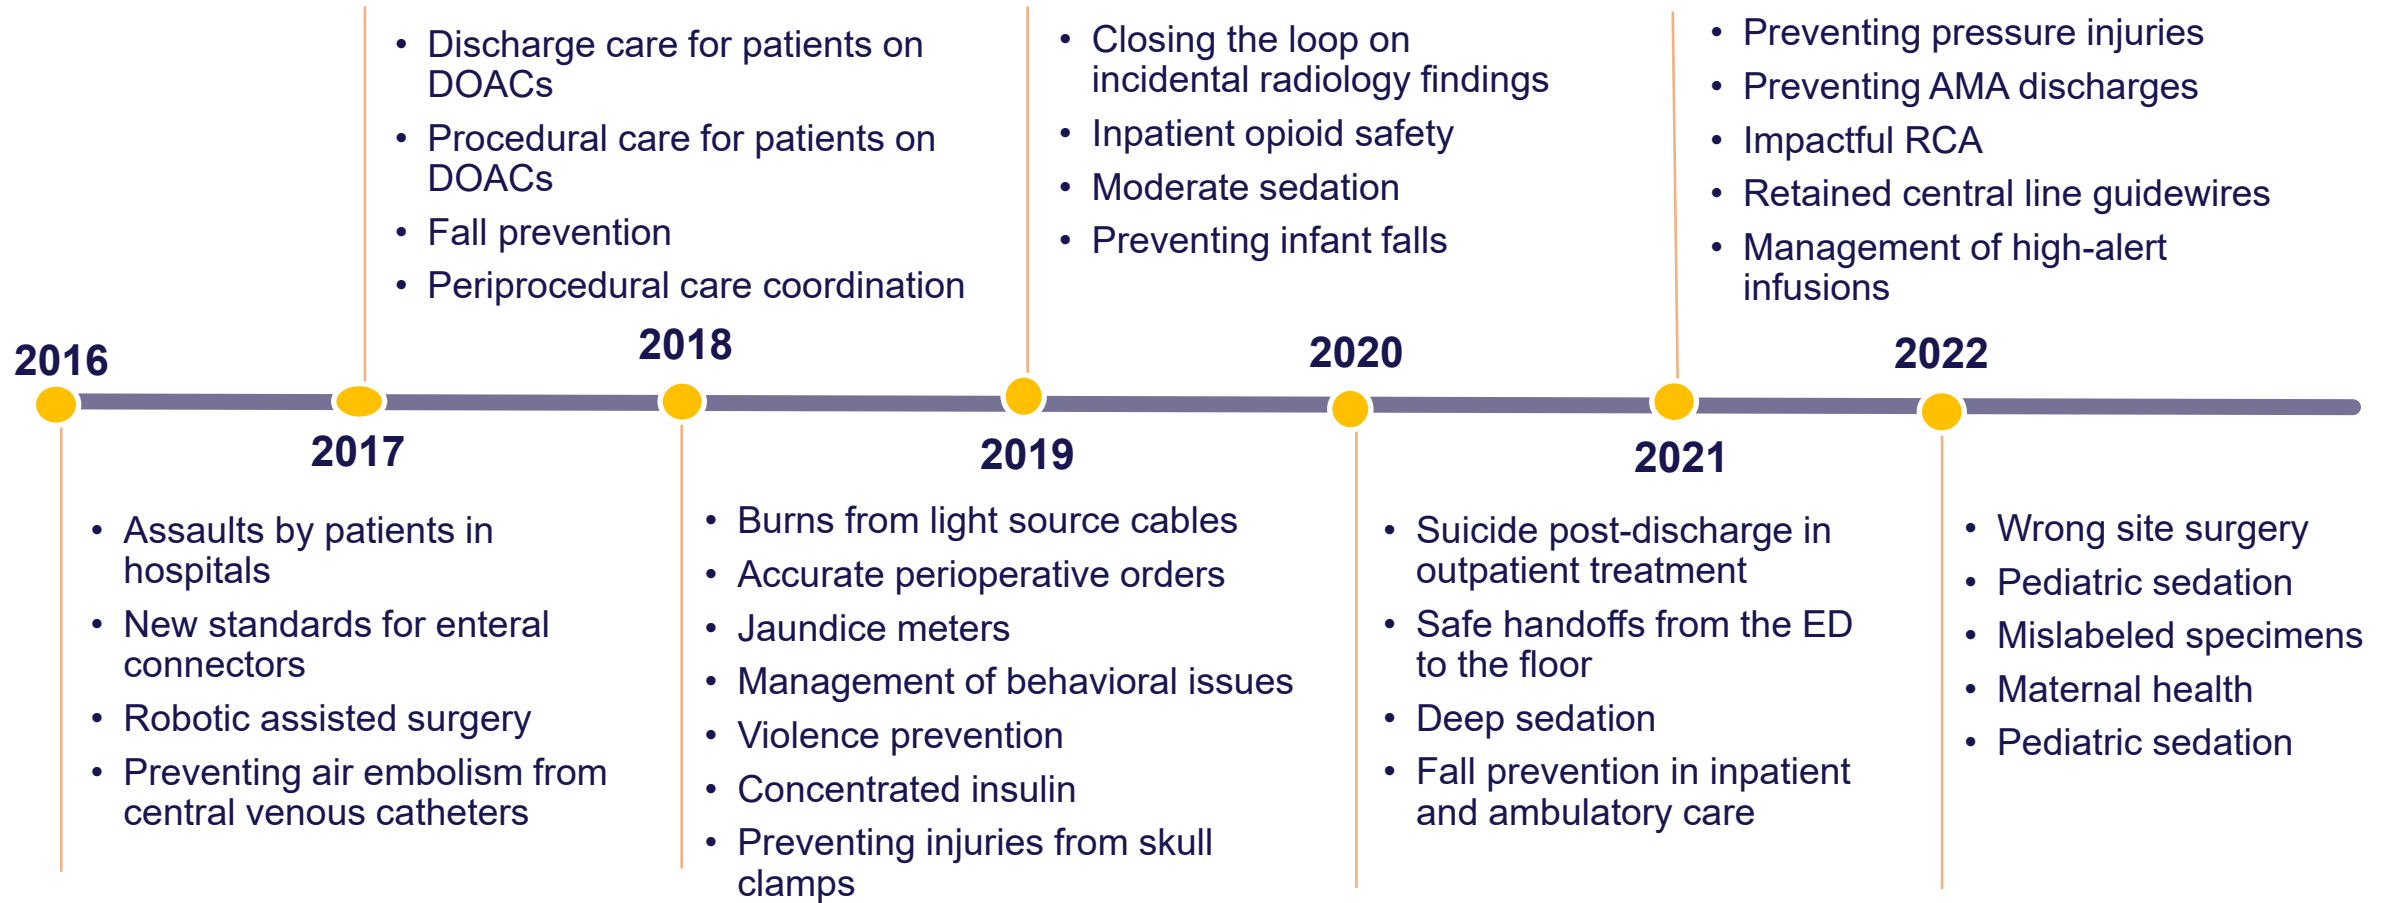 2016
• Assaults by patients in
hospitals
• New standards for enteral
connectors
• Robotic assisted surgery
• Preventing air embolism from
central venous catheters
2017
• Discharge care for patients on
DOACs
• Procedural care for patients on
DOACs
• Fall prevention
• Periprocedural care coordination
2018
• Burns from light source cables
• Accurate perioperative orders
• Jaundice meters
• Management of behavioral issues
• Violence prevention
• Concentrated insulin
• Preventing injuries from skull
clamps
2019
• Closing the loop on
incidental radiology findings
• Inpatient opioid safety
• Moderate sedation
• Preventing infant falls
2020
• Suicide post-discharge in
outpatient treatment
• Safe handoffs from the ED
to the floor
• Deep sedation
• Fall prevention in inpatient
and ambulatory care
2021
• Preventing pressure injuries
• Preventing AMA discharges
• Impactful RCA
• Retained central line guidewires
• Management of high-alert
infusions
2022
• Wrong site surgery
• Pediatric sedation
• Mislabeled specimens
• Maternal health
• Pediatric sedation